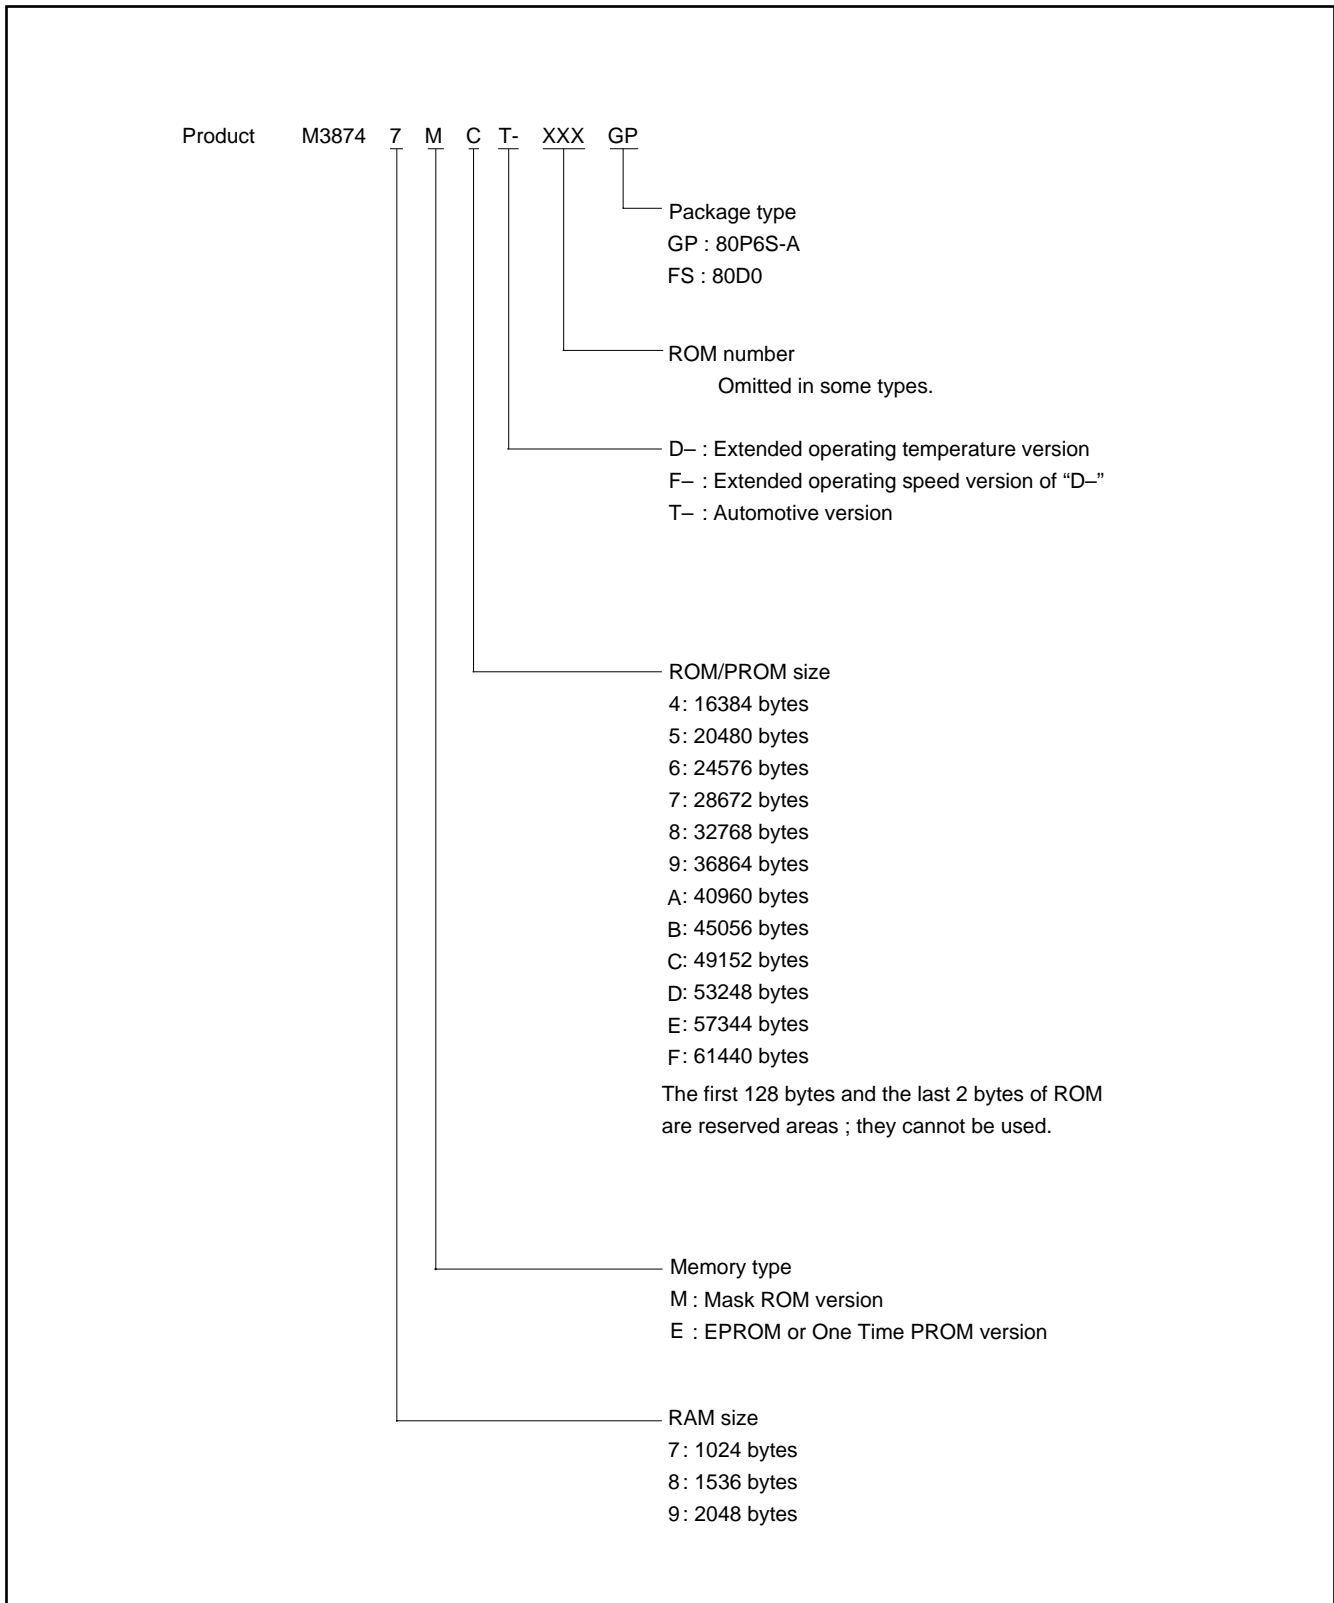 Product M3874 7 M C T- XXX GP
Package type
GP : 80P6S-A
FS : 80D0
ROM number
Omitted in some types.
D– : Extended operating temperature version
F– : Extended operating speed version of “D–”
T– : Automotive version
ROM/PROM size
4: 16384 bytes
5: 20480 bytes
6: 24576 bytes
7: 28672 bytes
8: 32768 bytes
9: 36864 bytes
A: 40960 bytes
B: 45056 bytes
C: 49152 bytes
D: 53248 bytes
E: 57344 bytes
F: 61440 bytes
The first 128 bytes and the last 2 bytes of ROM
are reserved areas ; they cannot be used.
Memory type
M : Mask ROM version
E : EPROM or One Time PROM version
RAM size
7: 1024 bytes
8: 1536 bytes
9: 2048 bytes